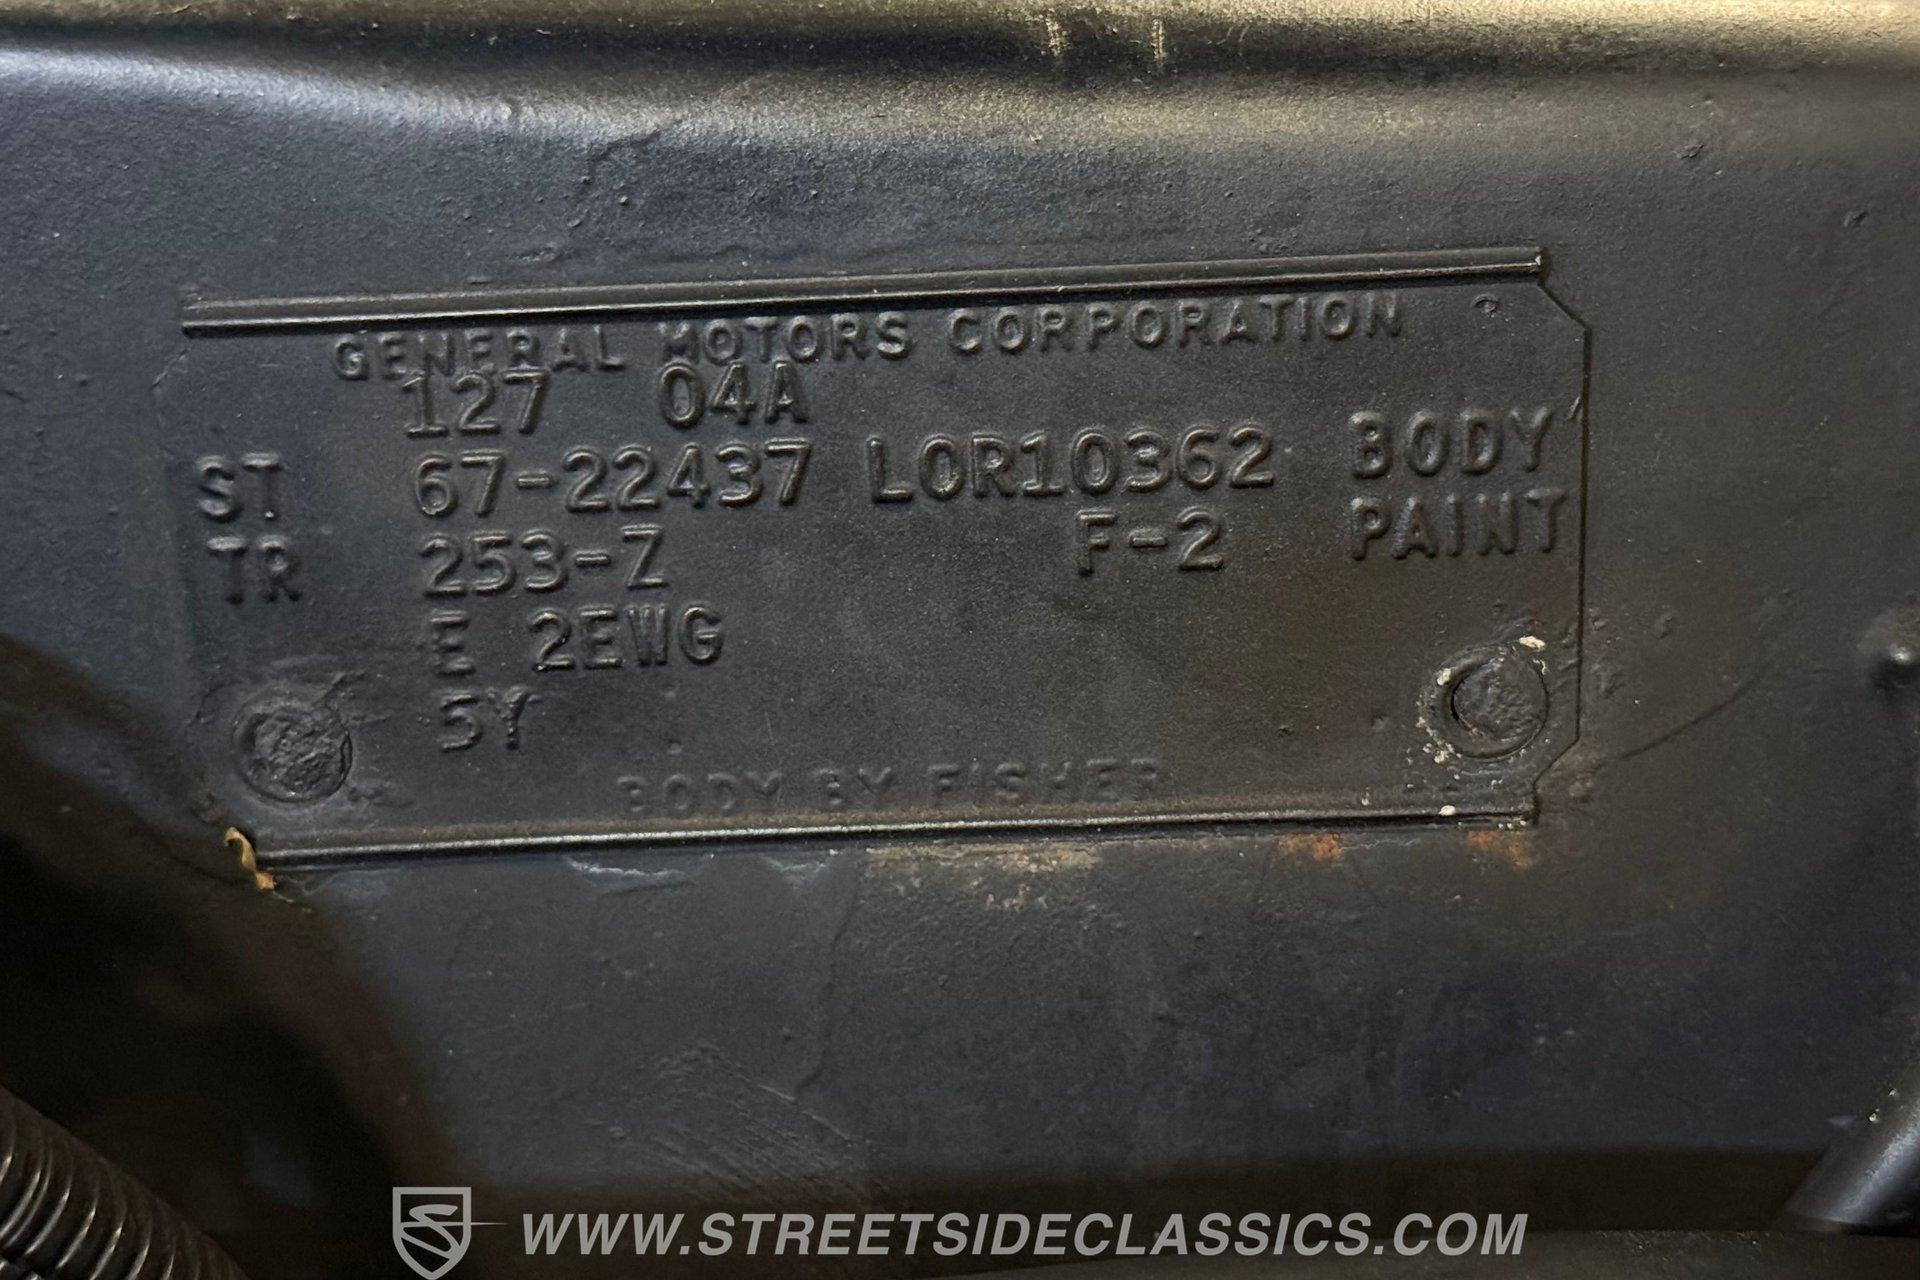 GENERAL MOTORS CORPORATION
127 04A
ST 67-22437 LOR10362 BODY
TR 253-Z F-2 PAINT
E 2EWG
5Y
BODY BY FISHER
WWW.STREETSIDECLASSICS.COM